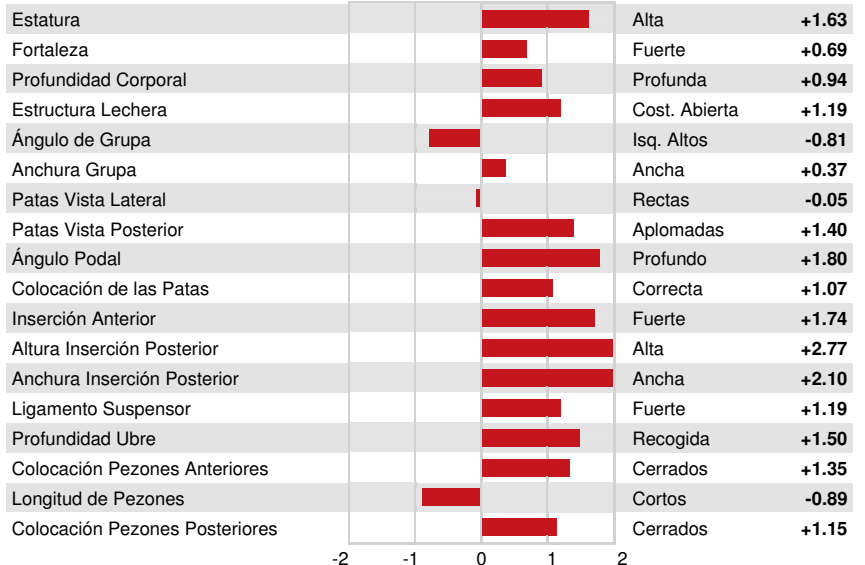 Estatura Alta +1.63
Fortaleza Fuerte +0.69
Profundidad Corporal Profunda +0.94
Estructura Lechera Cost. Abierta +1.19
Ángulo de Grupa Isq. Altos -0.81
Anchura Grupa Ancha +0.37
Patas Vista Lateral Rectas -0.05
Patas Vista Posterior Aplomadas +1.40
Ángulo Podal Profundo +1.80
Colocación de las Patas Correcta +1.07
Inserción Anterior Fuerte +1.74
Altura Inserción Posterior Alta +2.77
Anchura Inserción Posterior Ancha +2.10
Ligamento Suspensor Fuerte +1.19
Profundidad Ubre Recogida +1.50
Colocación Pezones Anteriores Cerrados +1.35
Longitud de Pezones Cortos -0.89
Colocación Pezones Posteriores Cerrados +1.15
-2 -1 0 1 2